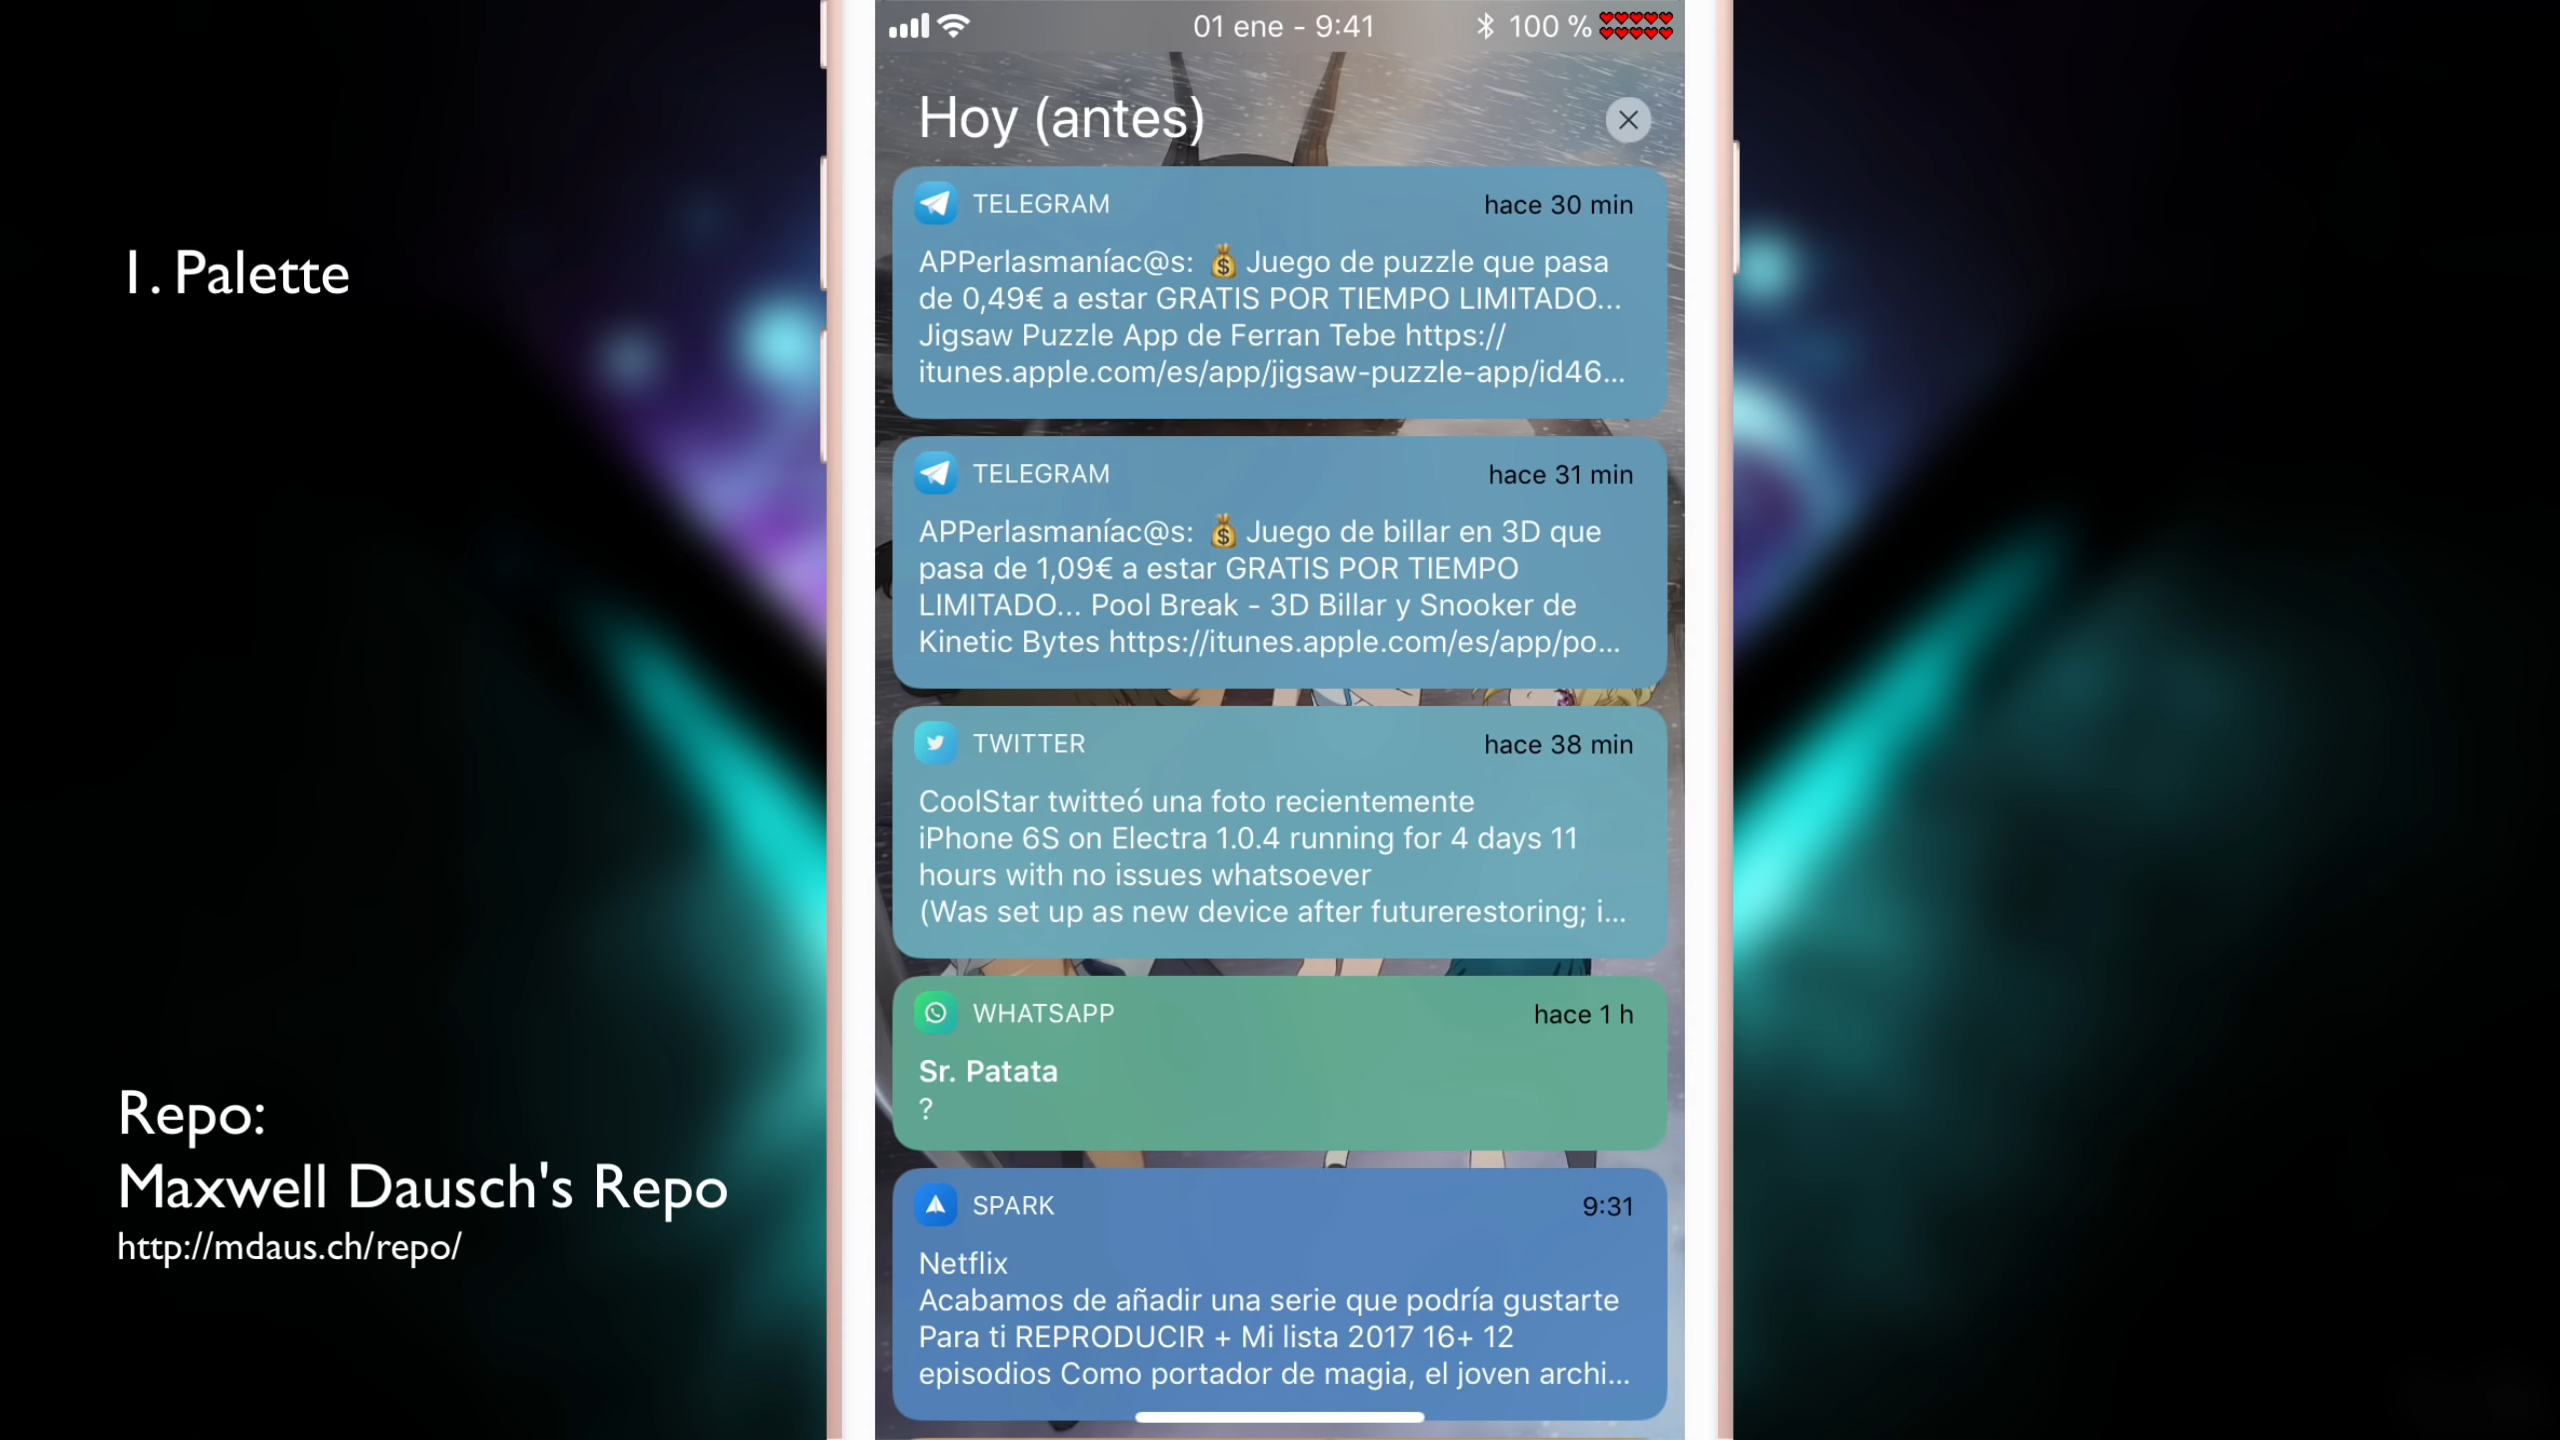 1. Palette
Repo:
Maxwell Dausch's Repo
http://mdaus.ch/repo/
01 ene - 9:41
100 %
Hoy (antes)
TELEGRAM
hace 30 min
APPerlasmaníac@s: 💰 Juego de puzzle que pasa
de 0,49€ a estar GRATIS POR TIEMPO LIMITADO...
Jigsaw Puzzle App de Ferran Tebe https://
itunes.apple.com/es/app/jigsaw-puzzle-app/id46...
TELEGRAM
hace 31 min
APPerlasmaníac@s: 💰 Juego de billar en 3D que
pasa de 1,09€ a estar GRATIS POR TIEMPO
LIMITADO... Pool Break - 3D Billar y Snooker de
Kinetic Bytes https://itunes.apple.com/es/app/po...
TWITTER
hace 38 min
CoolStar twitteó una foto recientemente
iPhone 6S on Electra 1.0.4 running for 4 days 11
hours with no issues whatsoever
(Was set up as new device after futurerestoring; i...
WHATSAPP
hace 1 h
Sr. Patata
?
SPARK
9:31
Netflix
Acabamos de añadir una serie que podría gustarte
Para ti REPRODUCIR + Mi lista 2017 16+ 12
episodios Como portador de magia, el joven archi...